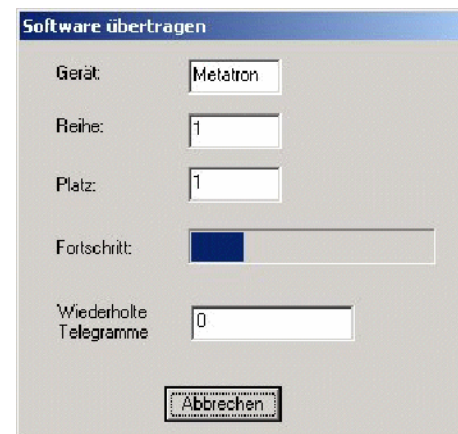 Software übertragen
Gerät: Metatron
Reihe: 1
Platz: 1
Fortschritt:
Wiederholte
Telegramme 0
Abbrechen